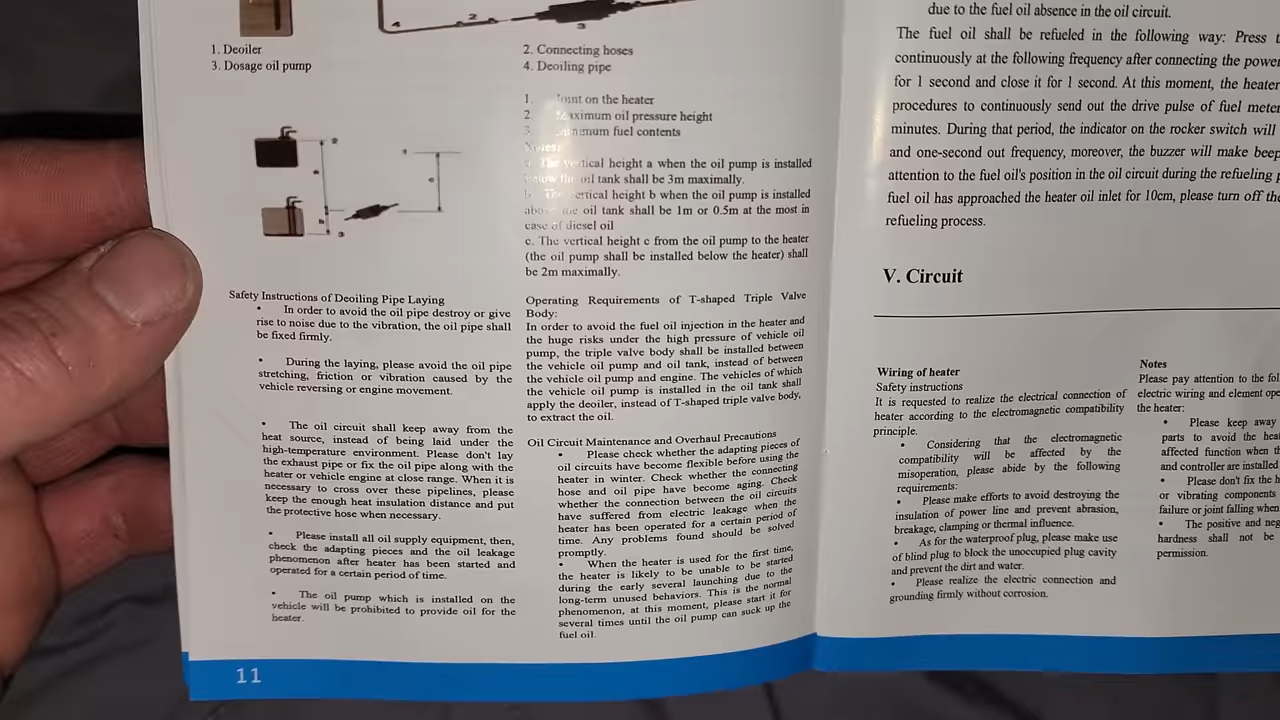 4
2
3
1. Deoiler
3. Dosage oil pump
2. Connecting hoses
4. Deoiling pipe
1. on the heater
2 oil pressure height
3 fuel contents
Notes:
The vertical height a when the oil pump is installed
below the oil tank shall be 3m maximally.
b. The vertical height b when the oil pump is installed
above the oil tank shall be 1m or 0.5m at the most in
case of diesel oil
c. The vertical height c from the oil pump to the heater
(the oil pump shall be installed below the heater) shall
be 2m maximally.
Safety Instructions of Deoiling Pipe Laying
• In order to avoid the oil pipe destroy or give
rise to noise due to the vibration, the oil pipe shall
be fixed firmly.
• During the laying, please avoid the oil pipe
stretching, friction or vibration caused by the
vehicle reversing or engine movement.
• The oil circuit shall keep away from the
heat source, instead of being laid under the
high-temperature environment. Please don't lay
the exhaust pipe or fix the oil pipe along with the
heater or vehicle engine at close range. When it is
necessary to cross over these pipelines, please
keep the enough heat insulation distance and put
the protective hose when necessary.
• Please install all oil supply equipment, then,
check the adapting pieces and the oil leakage
phenomenon after heater has been started and
operated for a certain period of time.
• The oil pump which is installed on the
vehicle will be prohibited to provide oil for the
heater.
Operating Requirements of T-shaped Triple Valve
Body:
In order to avoid the fuel oil injection in the heater and
the huge risks under the high pressure of vehicle oil
pump, the triple valve body shall be installed between
the vehicle oil pump and oil tank, instead of between
the vehicle oil pump and engine. The vehicles of which
the vehicle oil pump is installed in the oil tank shall
apply the deoiler, instead of T-shaped triple valve body,
to extract the oil.
Oil Circuit Maintenance and Overhaul Precautions
• Please check whether the adapting pieces of
oil circuits have become flexible before using the
heater in winter. Check whether the connecting
hose and oil pipe have become aging. Check
whether the connection between the oil circuits
have suffered from electric leakage when the
heater has been operated for a certain period of
time. Any problems found should be solved
promptly.
• When the heater is used for the first time,
the heater is likely to be unable to be started
during the early several launching due to the
long-term unused behaviors. This is the normal
phenomenon, at this moment, please start it for
several times until the oil pump can suck up the
fuel oil.
11
due to the fuel oil absence in the oil circuit.
The fuel oil shall be refueled in the following way: Press t
continuously at the following frequency after connecting the power
for 1 second and close it for 1 second. At this moment, the heater
procedures to continuously send out the drive pulse of fuel meter
minutes. During that period, the indicator on the rocker switch will
and one-second out frequency, moreover, the buzzer will make beep
attention to the fuel oil's position in the oil circuit during the refueling p
fuel oil has approached the heater oil inlet for 10cm, please turn off the
refueling process.
V. Circuit
Wiring of heater
Safety instructions
It is requested to realize the electrical connection of
heater according to the electromagnetic compatibility
principle.
• Considering that the electromagnetic
compatibility will be affected by the
misoperation, please abide by the following
requirements:
• Please make efforts to avoid destroying the
insulation of power line and prevent abrasion,
breakage, clamping or thermal influence.
• As for the waterproof plug, please make use
of blind plug to block the unoccupied plug cavity
and prevent the dirt and water.
• Please realize the electric connection and
grounding firmly without corrosion.
Notes
Please pay attention to the fol
electric wiring and element ope
the heater:
• Please keep away
parts to avoid the heat
affected function when th
and controller are installed
• Please don't fix the h
or vibrating components
failure or joint falling when
• The positive and neg
hardness shall not be
permission.